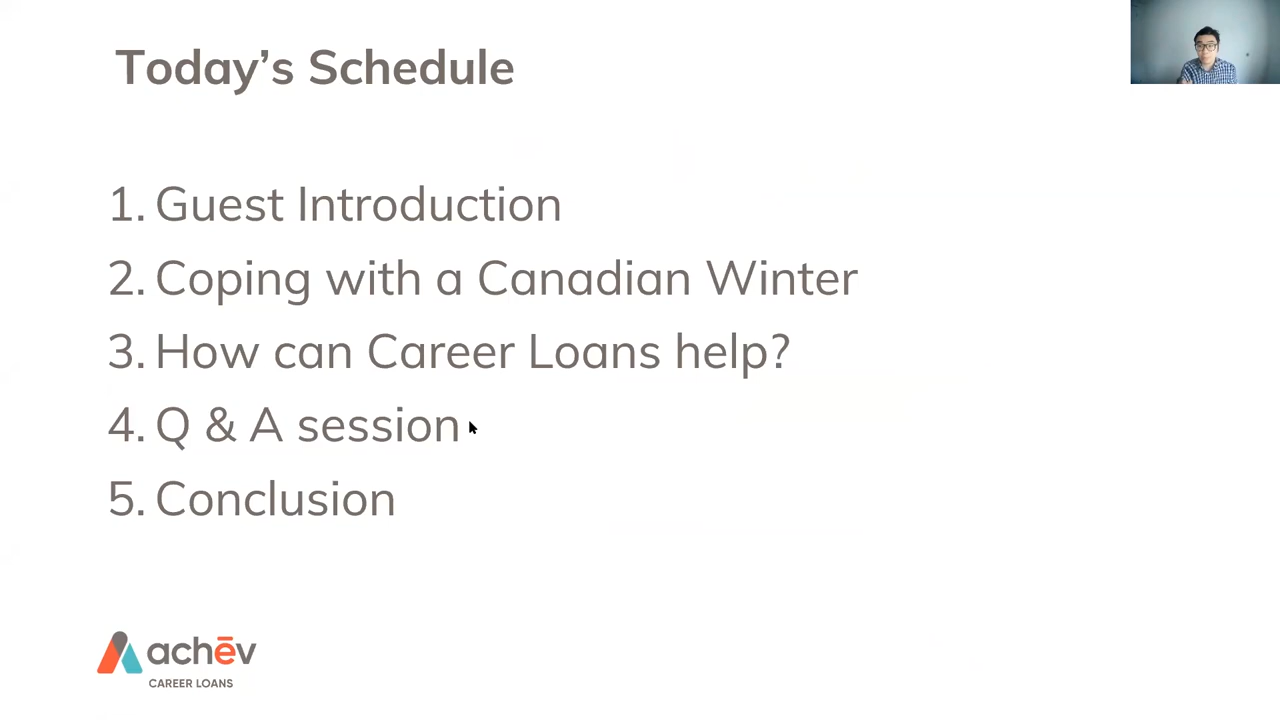 Today’s Schedule
1. Guest Introduction
2. Coping with a Canadian Winter
3. How can Career Loans help?
4. Q & A session
5. Conclusion
achēv
CAREER LOANS